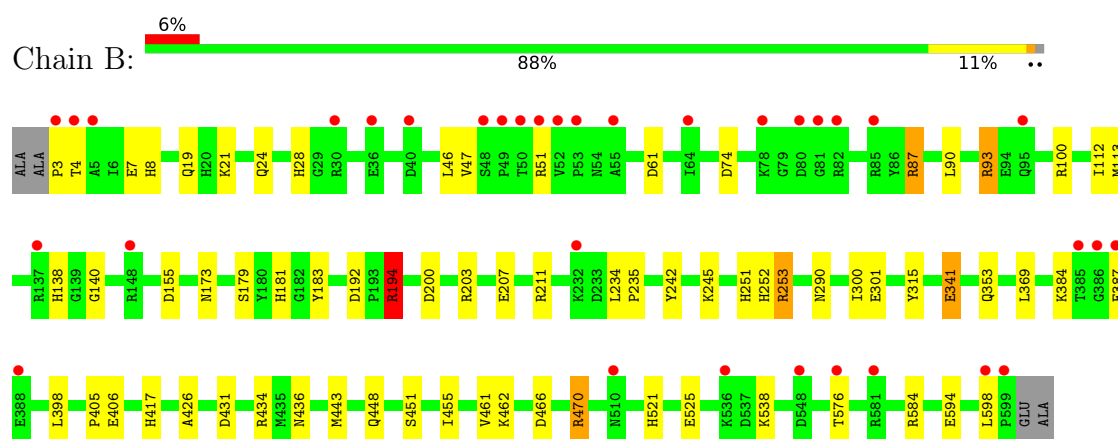 6%
Chain B:
88% 11% ••
ALA ALA P3 T4 A5 I6 E7 H8 Q19 H20 K21 Q24 H28 G29 R30 E36 D40 L46 V47 S48 P49 T50 R51 V52 P53 N54 A55 D61 I64 D74 K78 G79 D80 G81 R82 R85 Y86 R87 L90 R93 E94 Q95 R100 I112 M113
R137 H138 G139 G140 R148 D155 N173 S179 Y180 H181 G182 Y183 D192 P193 R194 D200 R203 E207 R211 K232 D233 L234 P235 Y242 K245 H251 H252 R253 N290 I300 E301 Y315 E341 Q353 L369 K384 T385 G386
E388 L398 P405 E406 H417 A426 D431 R434 M435 N436 M443 Q448 S451 I455 V461 K462 D466 R470 N510 H521 E525 K536 D537 K538 D548 T576 R581 R584 E594 L598 P599 GLU ALA